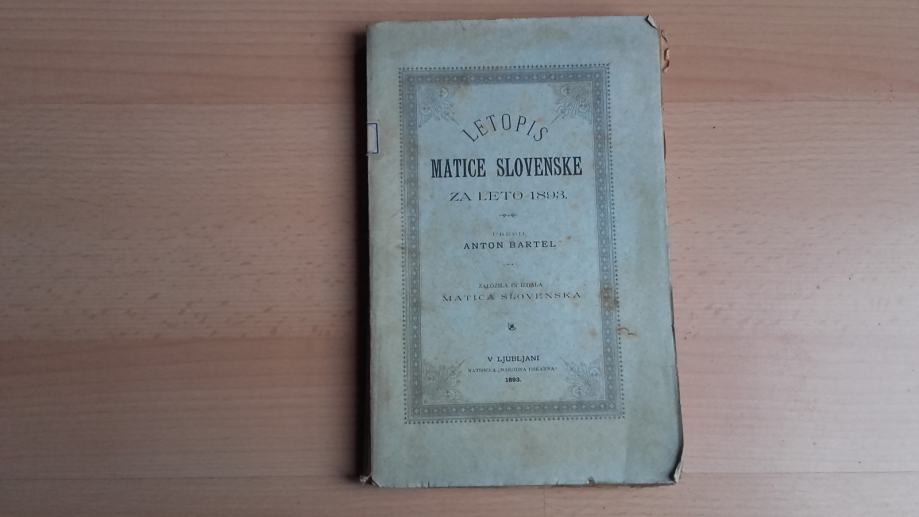 LETOPIS
MATICE SLOVENSKE
ZA LETO 1893.
UREDIL
ANTON BARTEL
ZALOŽILA IN IZDALA
MATICA SLOVENSKA
V LJUBLJANI
NATISNILA „NARODNA TISKARNA“
1893.